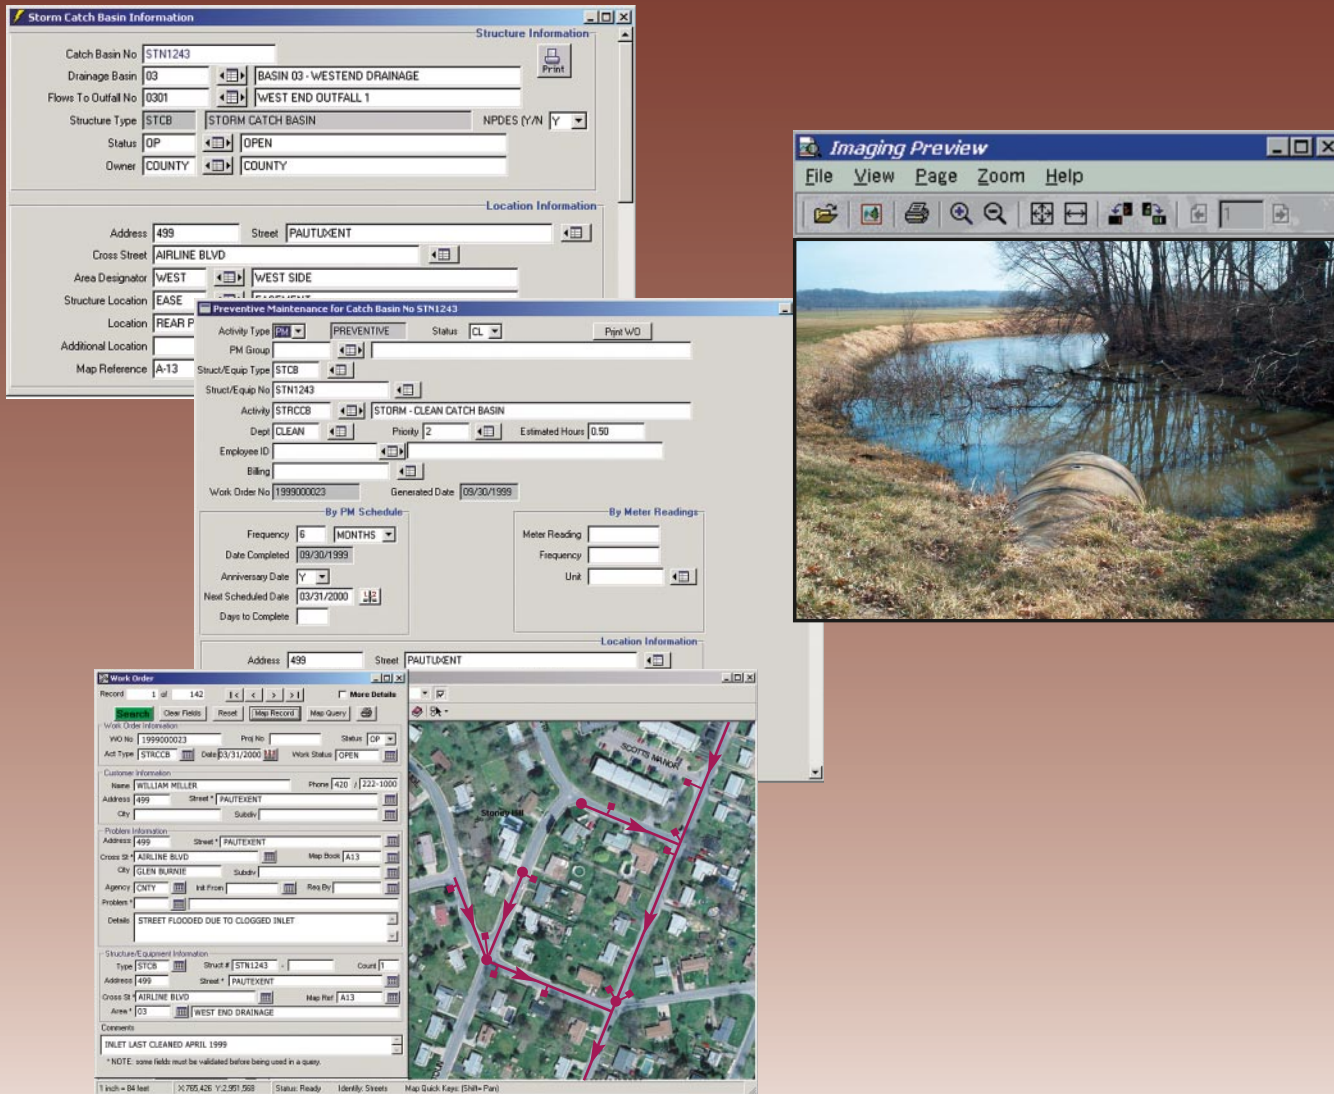 Storm Catch Basin Information
Structure Information
Catch Basin No STN1243
Print
Drainage Basin 03 BASIN 03 - WESTEND DRAINAGE
Flows To Outfall No 0301 WEST END OUTFALL 1
Structure Type STCB STORM CATCH BASIN NPDES (Y/N Y
Status OP OPEN
Owner COUNTY COUNTY
Location Information
Address 499 Street PAUTUXENT
Cross Street AIRLINE BLVD
Area Designator WEST WEST SIDE
Structure Location EASE
Location REAR P
Additional Location
Map Reference A-13
Imaging Preview
File View Page Zoom Help
1
Preventive Maintenance for Catch Basin No STN1243
Activity Type PM PREVENTIVE Status CL Print WO
PM Group
Struct/Equip Type STCB
Struct/Equip No STN1243
Activity STRCCB STORM - CLEAN CATCH BASIN
Dept CLEAN Priority 2 Estimated Hours 0.50
Employee ID
Billing
Work Order No 1999000023 Generated Date 09/30/1999
By PM Schedule
Frequency 6 MONTHS
Date Completed 09/30/1999
Anniversary Date Y
Next Scheduled Date 03/31/2000
Days to Complete
By Meter Readings
Meter Reading
Frequency
Unit
Location Information
Address 499 Street PAUTUXENT
Work Order
Record 1 of 142 |< < > >| More Details
Search Clear Fields Reset Map Record Map Query
Work Order Information
WO No 1999000023 Proj No Status OP
Act Type STRCCB Date 03/31/2000 Work Status OPEN
Customer Information
Name WILLIAM MILLER Phone 420 / 222-1000
Address 499 Street * PAUTEXENT
City Subdiv
Problem Information
Address 499 Street * PAUTEXENT
Cross St * AIRLINE BLVD Map Book A13
City GLEN BURNIE Subdiv
Agency CNTY Init From Req By
Problem *
Details STREET FLOODED DUE TO CLOGGED INLET
Structure/Equipment Information
Type STCB Struct # STN1243 - Count 1
Address 499 Street * PAUTEXENT
Cross St * AIRLINE BLVD Map Ref A13
Area * 03 WEST END DRAINAGE
Comments
INLET LAST CLEANED APRIL 1999
* NOTE: some fields must be validated before being used in a query.
SCOTTS MANOR
Stoney Hill
1 inch = 84 feet X:765,426 Y:2,951,568 Status: Ready Identify: Streets Map Quick Keys: (Shift= Pan)